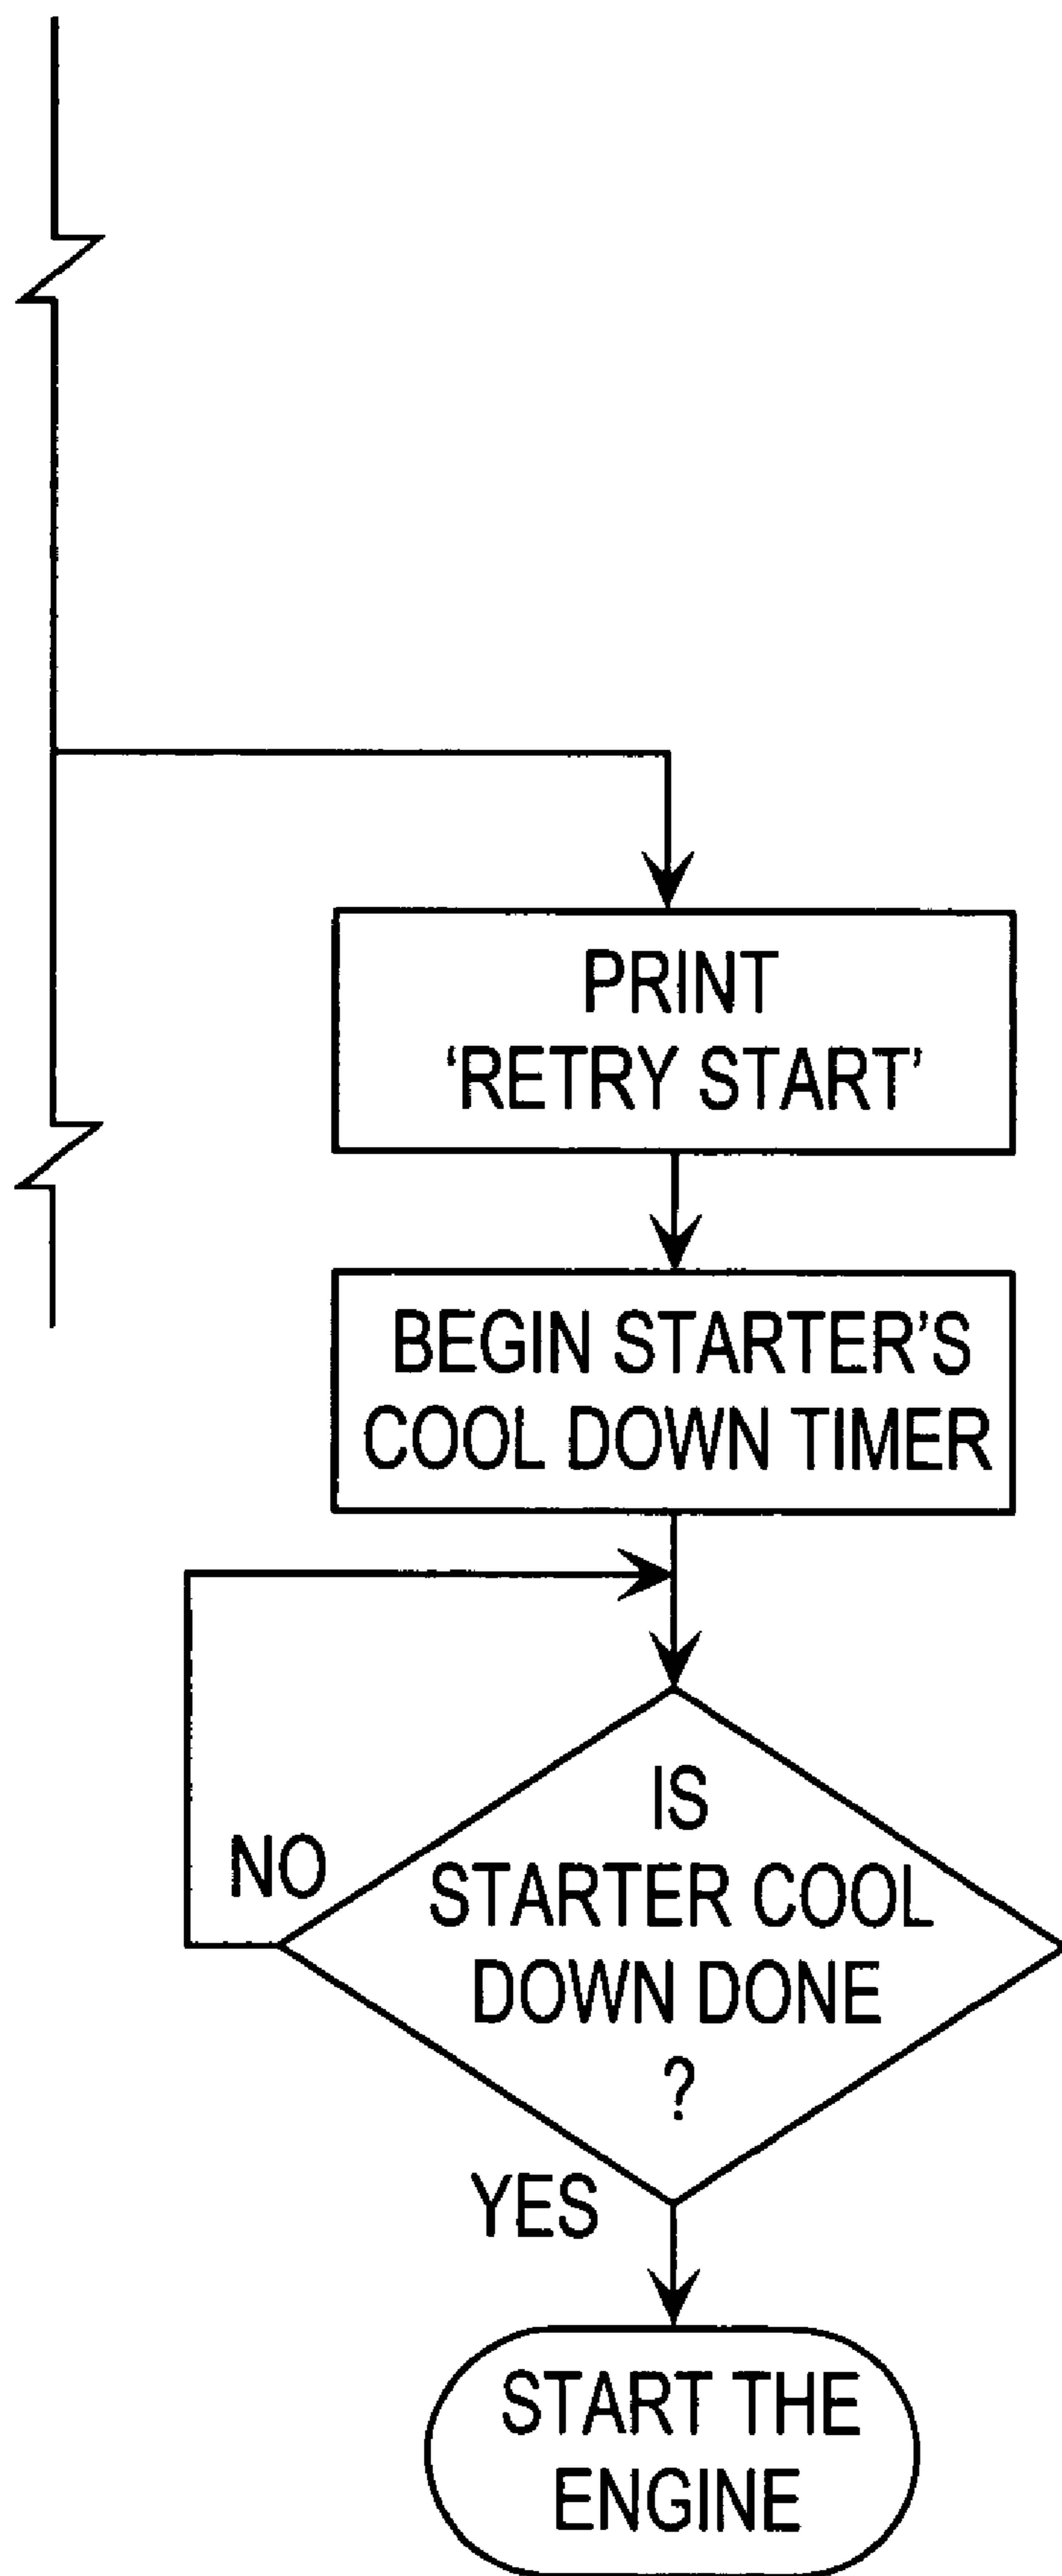 PRINT
‘RETRY START’
BEGIN STARTER’S
COOL DOWN TIMER
NO
IS
STARTER COOL
DOWN DONE
?
YES
START THE
ENGINE